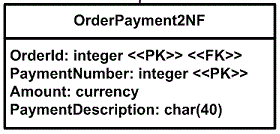 OrderPayment2NF
OrderId: integer <<PK>> <<FK>>
PaymentNumber: integer <<PK>>
Amount: currency
PaymentDescription: char(40)